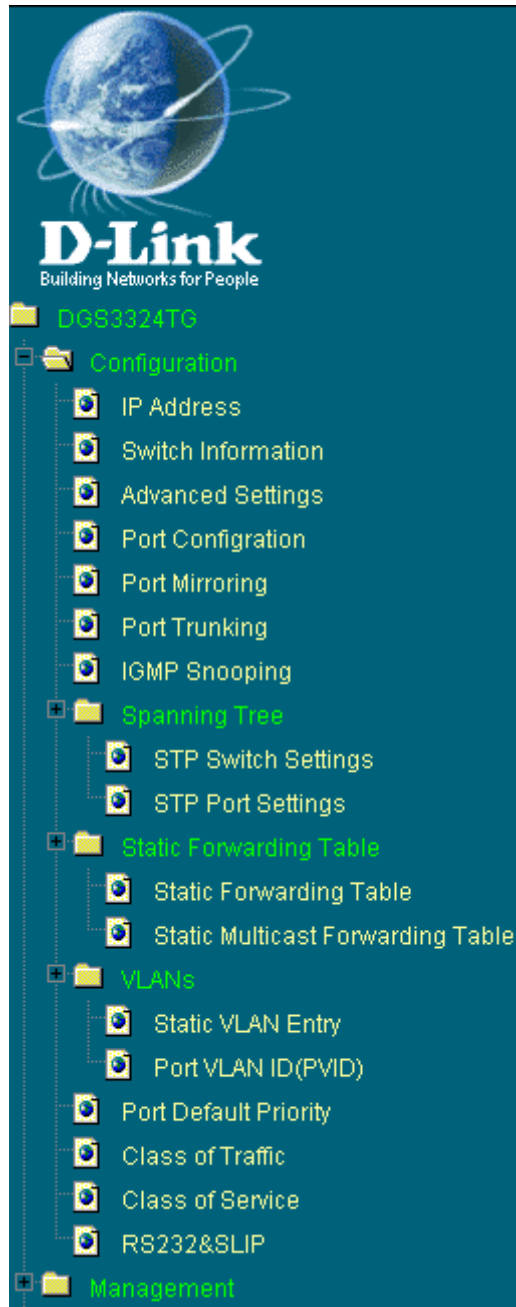 D-Link
Building Networks for People
DGS3324TG
Configuration
IP Address
Switch Information
Advanced Settings
Port Configration
Port Mirroring
Port Trunking
IGMP Snooping
Spanning Tree
STP Switch Settings
STP Port Settings
Static Forwarding Table
Static Forwarding Table
Static Multicast Forwarding Table
VLANs
Static VLAN Entry
Port VLAN ID(PVID)
Port Default Priority
Class of Traffic
Class of Service
RS232&SLIP
Management